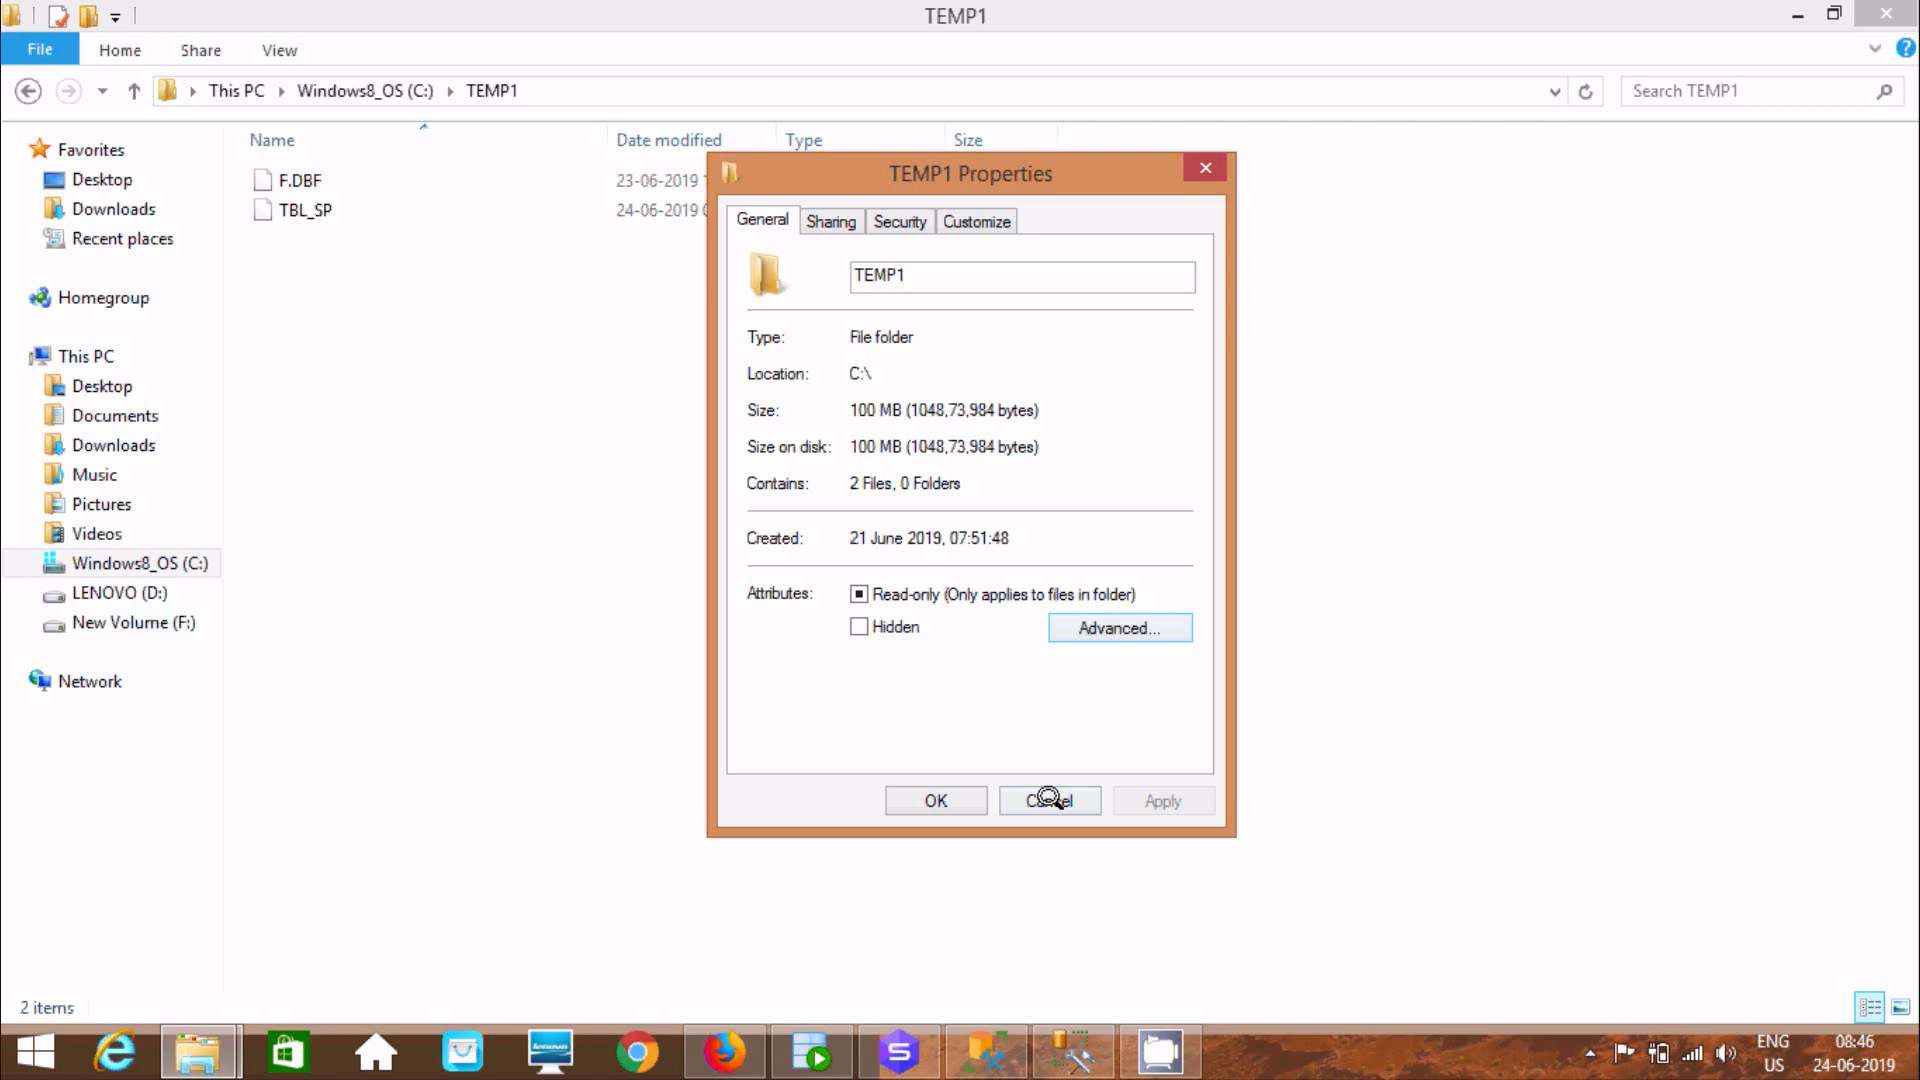 TEMP1
File Home Share View
This PC Windows8_OS (C:) TEMP1
Search TEMP1
Name Date modified Type Size
F.DBF 23-06-2019
TBL_SP 24-06-2019
Favorites
Desktop
Downloads
Recent places
Homegroup
This PC
Desktop
Documents
Downloads
Music
Pictures
Videos
Windows8_OS (C:)
LENOVO (D:)
New Volume (F:)
Network
TEMP1 Properties
General Sharing Security Customize
TEMP1
Type: File folder
Location: C:\
Size: 100 MB (1048,73,984 bytes)
Size on disk: 100 MB (1048,73,984 bytes)
Contains: 2 Files, 0 Folders
Created: 21 June 2019, 07:51:48
Attributes: Read-only (Only applies to files in folder)
Hidden Advanced...
OK Cancel Apply
2 items
ENG 08:46
US 24-06-2019